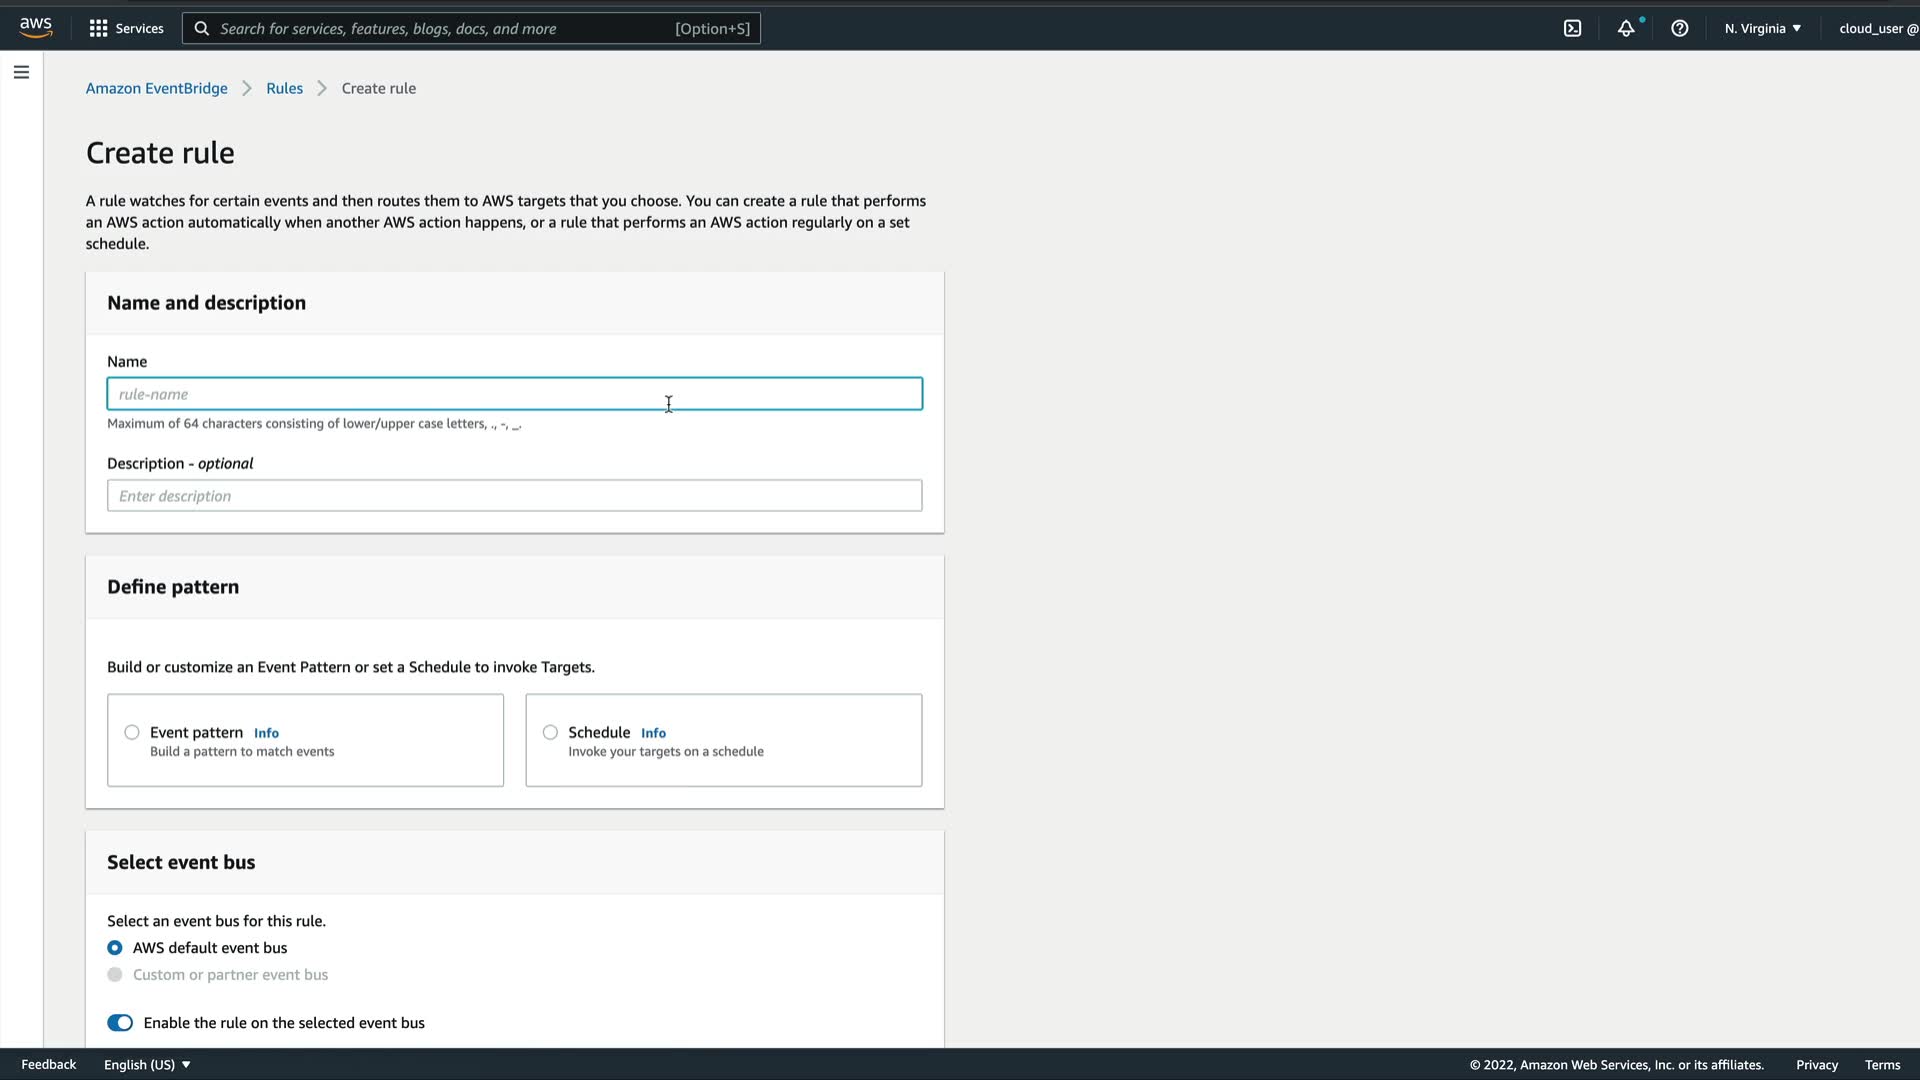 aws
Services
Search for services, features, blogs, docs, and more
[Option+S]
N. Virginia
cloud_user @
Amazon EventBridge
Rules
Create rule
Create rule
A rule watches for certain events and then routes them to AWS targets that you choose. You can create a rule that performs
an AWS action automatically when another AWS action happens, or a rule that performs an AWS action regularly on a set
schedule.
Name and description
Name
rule-name
Maximum of 64 characters consisting of lower/upper case letters, ., -, _.
Description - optional
Enter description
Define pattern
Build or customize an Event Pattern or set a Schedule to invoke Targets.
Event pattern Info
Build a pattern to match events
Schedule Info
Invoke your targets on a schedule
Select event bus
Select an event bus for this rule.
AWS default event bus
Custom or partner event bus
Enable the rule on the selected event bus
Feedback
English (US)
© 2022, Amazon Web Services, Inc. or its affiliates.
Privacy
Terms